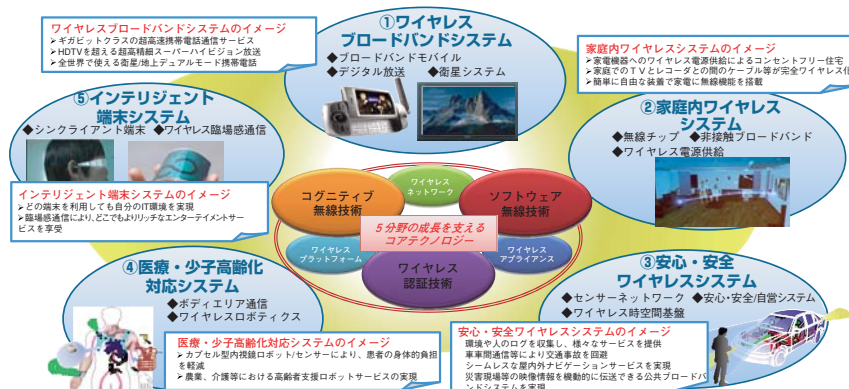 ワイヤレスブロードバンドシステムのイメージ
➢ギガビットクラスの超高速携帯電話通信サービス
➢HDTVを超える超高精細スーパーハイビジョン放送
➢全世界で使える衛星/地上デュアルモード携帯電話
①ワイヤレス
ブロードバンドシステム
◆ブロードバンドモバイル
◆デジタル放送 ◆衛星システム
家庭内ワイヤレスシステムのイメージ
➢家電機器へのワイヤレス電源供給によるコンセントフリー住宅
➢家庭でのＴＶとレコーダとの間のケーブル等が完全ワイヤレス化
➢簡単に自由な装着で家電に無線機能を搭載
②家庭内ワイヤレス
システム
◆無線チップ ◆非接触ブロードバンド
◆ワイヤレス電源供給
⑤インテリジェント
端末システム
◆シンクライアント端末 ◆ワイヤレス臨場感通信
インテリジェント端末システムのイメージ
➢どの端末を利用しても自分のIT環境を実現
➢臨場感通信により、どこでもよりリッチなエンターテイメントサー
ビスを享受
コグニティブ
無線技術
ワイヤレス
ネットワーク
ソフトウェア
無線技術
５分野の成長を支える
コアテクノロジー
ワイヤレス
プラットフォーム
ワイヤレス
認証技術
ワイヤレス
アプライアンス
④医療・少子高齢化
対応システム
◆ボディエリア通信
◆ワイヤレスロボティクス
医療・少子高齢化対応システムのイメージ
➢カプセル型内視鏡ロボット/センサーにより、患者の身体的負担
を軽減
➢農業、介護等における高齢者支援ロボットサービスの実現
③安心・安全
ワイヤレスシステム
◆センサーネットワーク ◆安心・安全/自営システム
◆ワイヤレス時空間基盤
安心・安全ワイヤレスシステムのイメージ
環境や人のログを収集し、様々なサービスを提供
車車間通信等により交通事故を回避
シームレスな屋内外ナビゲーションサービスを実現
災害現場等の映像情報を機動的に伝送できる公共ブロードバ
ンドシステムを実現